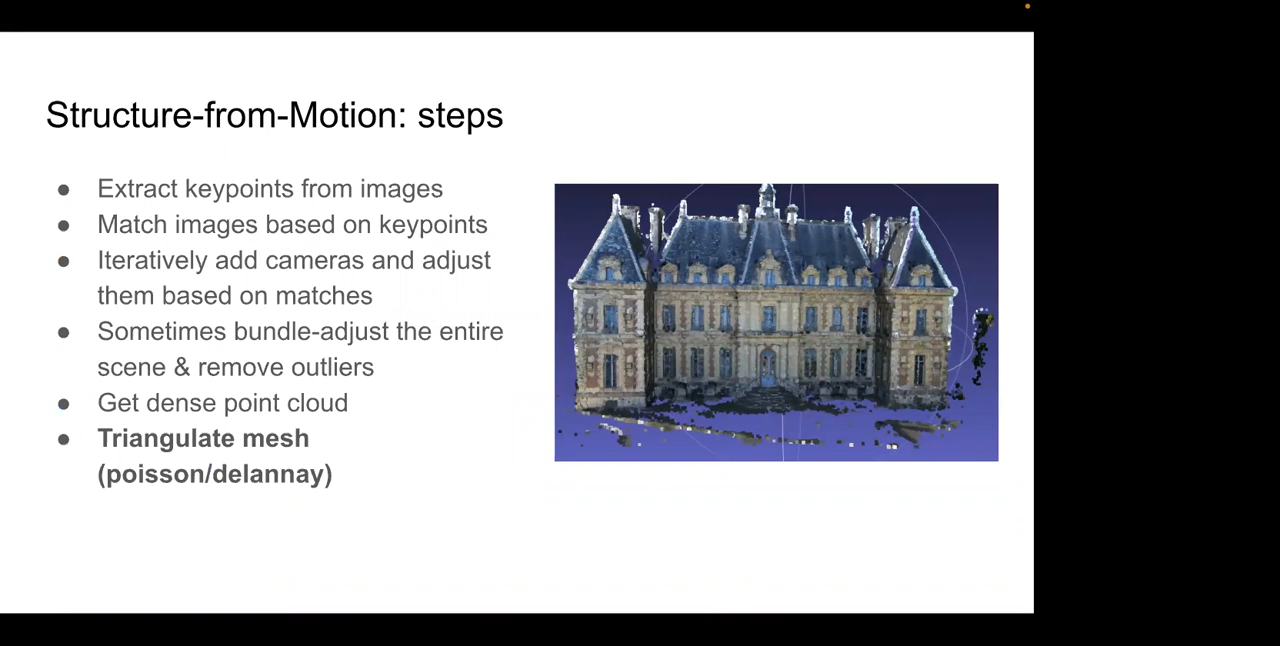 Structure-from-Motion: steps
● Extract keypoints from images
● Match images based on keypoints
● Iteratively add cameras and adjust
them based on matches
● Sometimes bundle-adjust the entire
scene & remove outliers
● Get dense point cloud
● Triangulate mesh
(poisson/delannay)